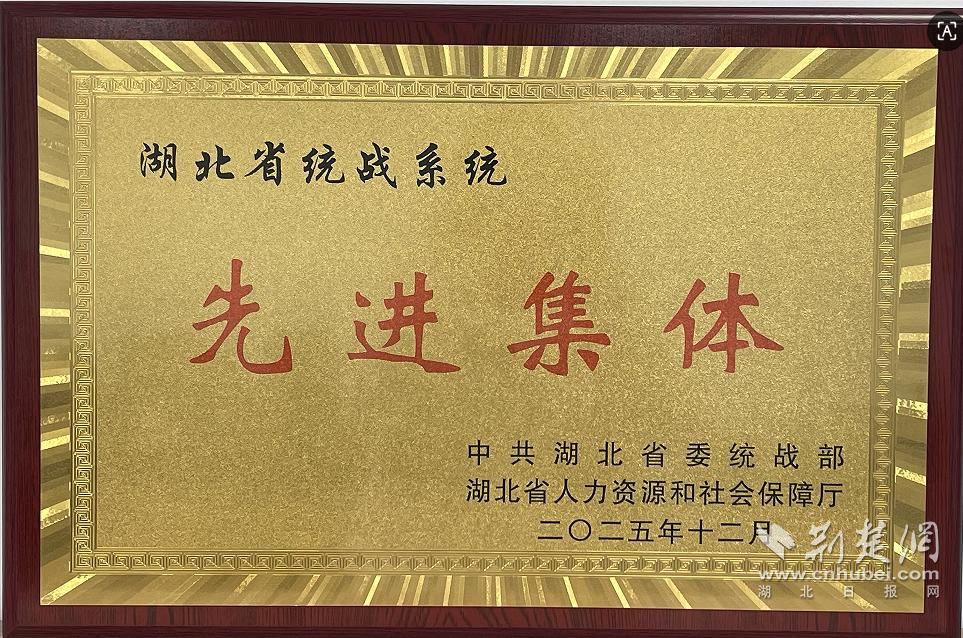 湖北省统战系统
先进集体
中共湖北省委统战部
湖北省人力资源和社会保障厅
二〇二五年十二月
荆楚网
www.cnhubei.com
湖北日报网